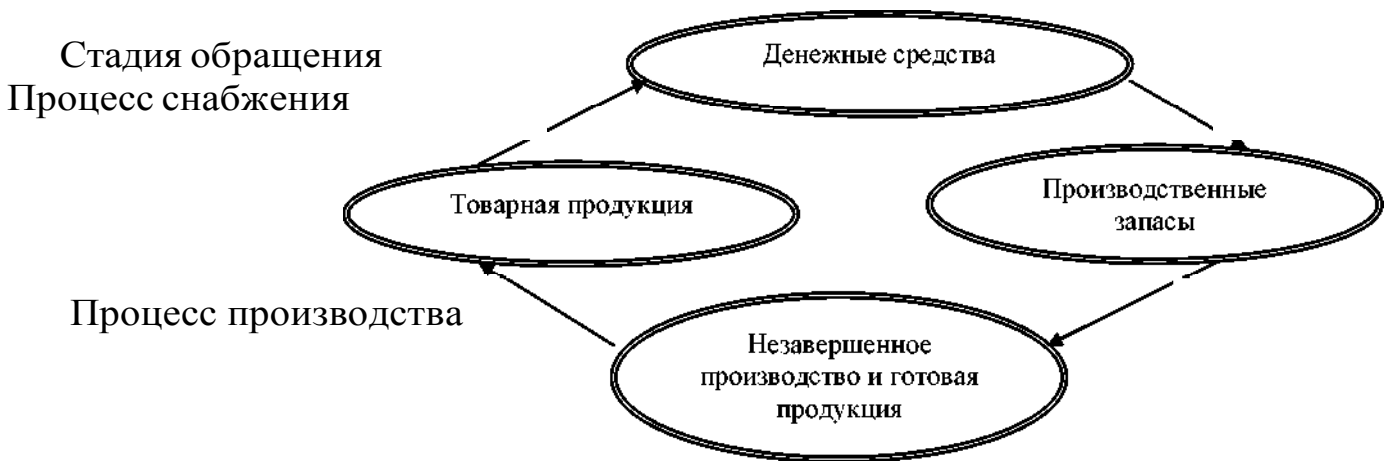 Стадия обращения
Процесс снабжения
Денежные средства
Товарная продукция
Производственные
запасы
Процесс производства
Незавершенное
производство и готовая
продукция